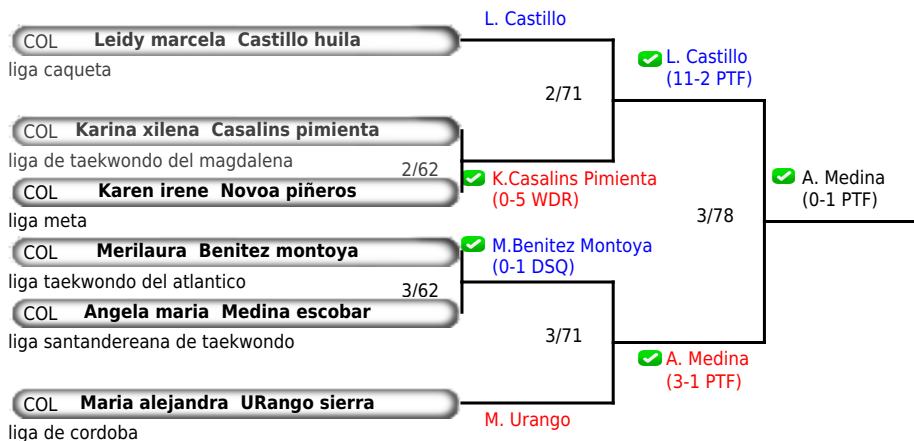 L. Castillo
COL Leidy marcela Castillo huila
liga caqueta
L. Castillo
(11-2 PTF)
2/71
COL Karina xilena Casalins pimienta
liga de taekwondo del magdalena
2/62
K.Casalins Pimienta
(0-5 WDR)
COL Karen irene Novoa piñeros
liga meta
A. Medina
(0-1 PTF)
3/78
COL Merilaura Benitez montoya
liga taekwondo del atlantico
M.Benitez Montoya
(0-1 DSQ)
3/62
COL Angela maria Medina escobar
liga santandereana de taekwondo
3/71
A. Medina
(3-1 PTF)
COL Maria alejandra URango sierra
liga de cordoba
M. Urango